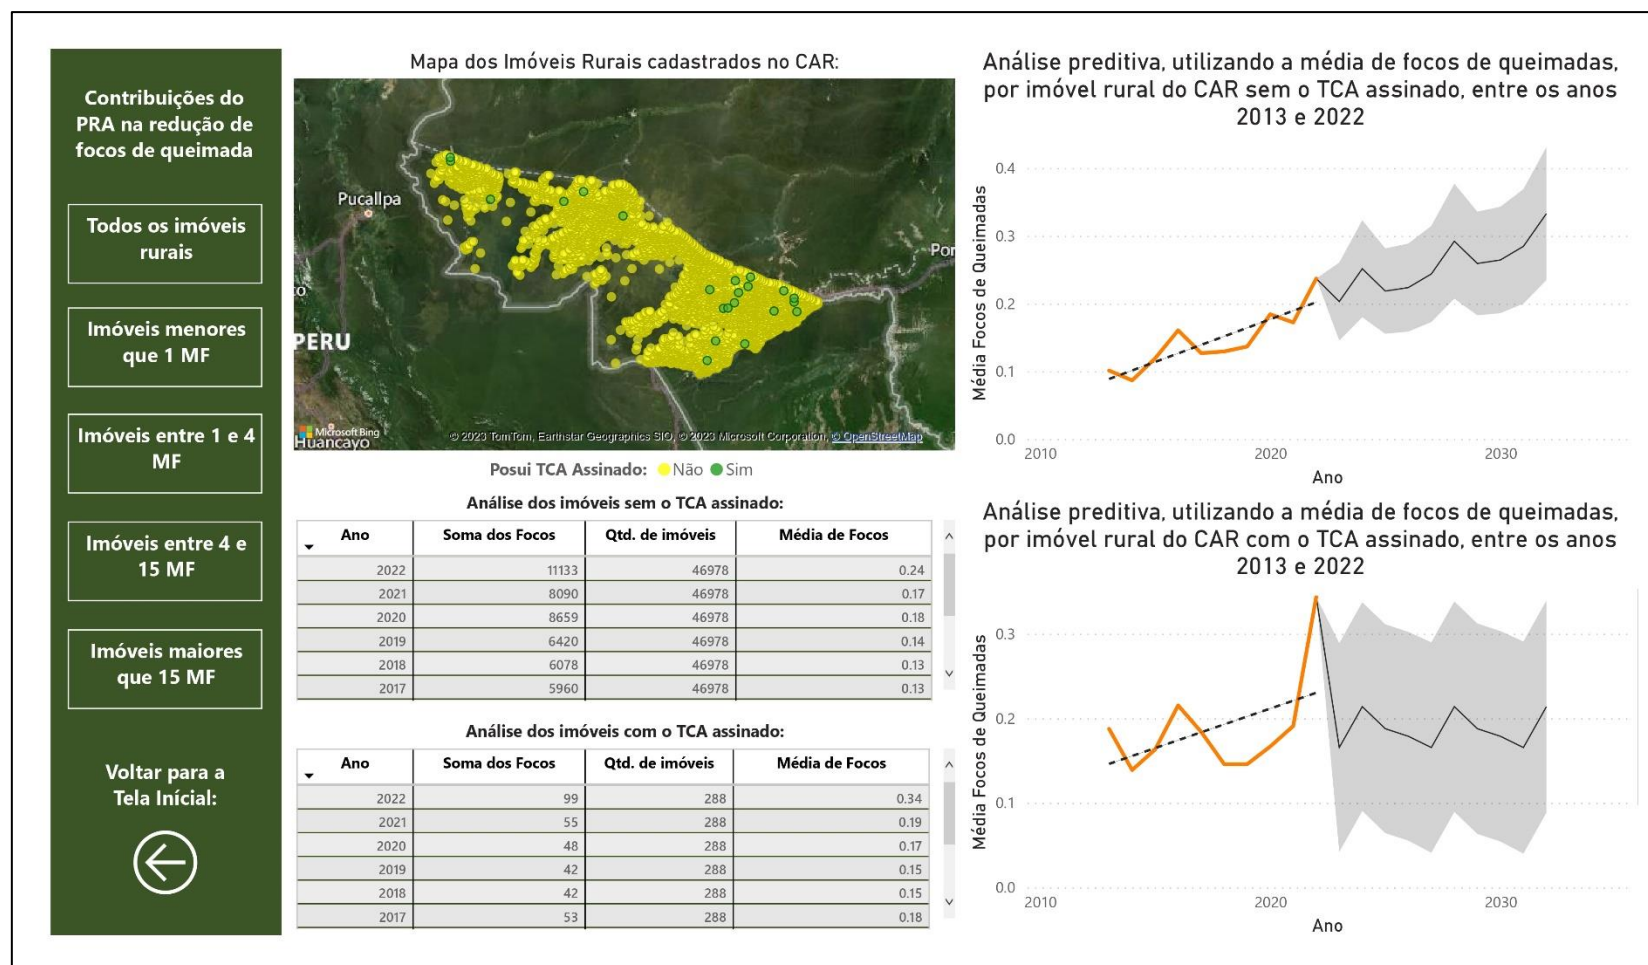 Contribuições do
PRA na redução de
focos de queimada
Todos os imóveis
rurais
Imóveis menores
que 1 MF
Imóveis entre 1 e 4
MF
Imóveis entre 4 e
15 MF
Imóveis maiores
que 15 MF
Voltar para a
Tela Inícial:
Mapa dos Imóveis Rurais cadastrados no CAR:
Pucallpa
Por
co
PERU
Microsoft Bing
Huancayo
© 2023 TomTom, Earthstar Geographics SIO, © 2023 Microsoft Corporation, © OpenStreetMap
Posui TCA Assinado: Não Sim
Análise dos imóveis sem o TCA assinado:
Ano Soma dos Focos Qtd. de imóveis Média de Focos
2022 11133 46978 0.24
2021 8090 46978 0.17
2020 8659 46978 0.18
2019 6420 46978 0.14
2018 6078 46978 0.13
2017 5960 46978 0.13
Análise dos imóveis com o TCA assinado:
Ano Soma dos Focos Qtd. de imóveis Média de Focos
2022 99 288 0.34
2021 55 288 0.19
2020 48 288 0.17
2019 42 288 0.15
2018 42 288 0.15
2017 53 288 0.18
Análise preditiva, utilizando a média de focos de queimadas,
por imóvel rural do CAR sem o TCA assinado, entre os anos
2013 e 2022
Média Focos de Queimadas
0.4
0.3
0.2
0.1
0.0
2010 2020 2030
Ano
Análise preditiva, utilizando a média de focos de queimadas,
por imóvel rural do CAR com o TCA assinado, entre os anos
2013 e 2022
Média Focos de Queimadas
0.3
0.2
0.1
0.0
2010 2020 2030
Ano